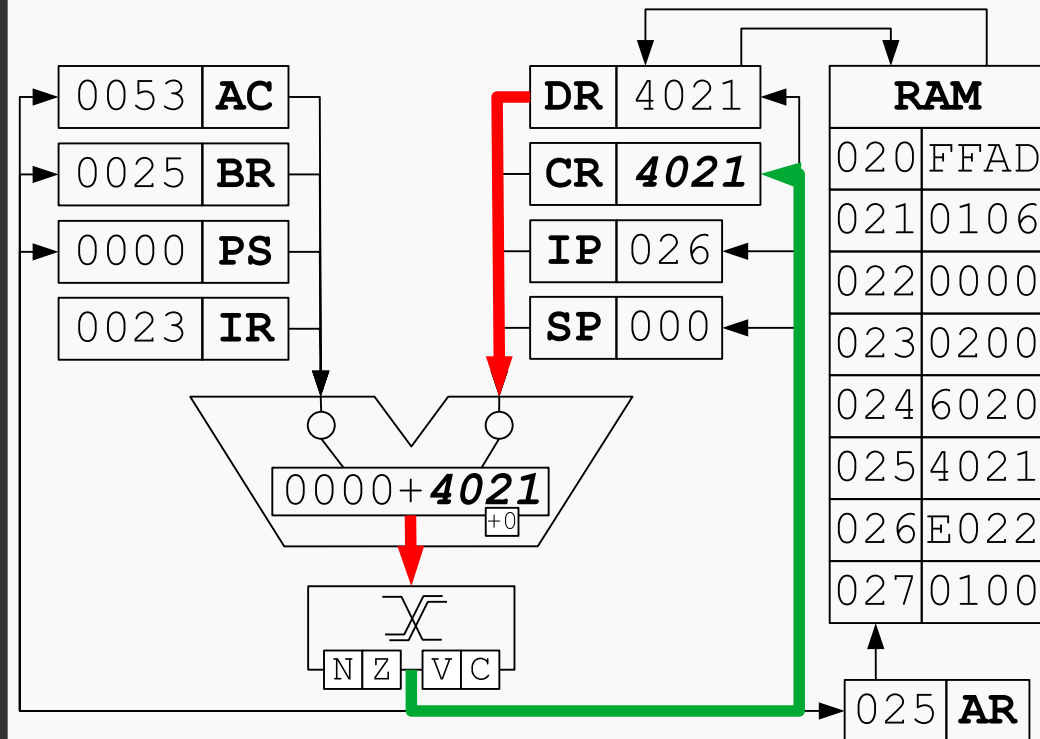 0053 AC
0025 BR
0000 PS
0023 IR
DR 4021
CR 4021
IP 026
SP 000
0000+4021
+0
N Z V C
RAM
020 FFAD
021 0106
022 0000
023 0200
024 6020
025 4021
026 E022
027 0100
025 AR